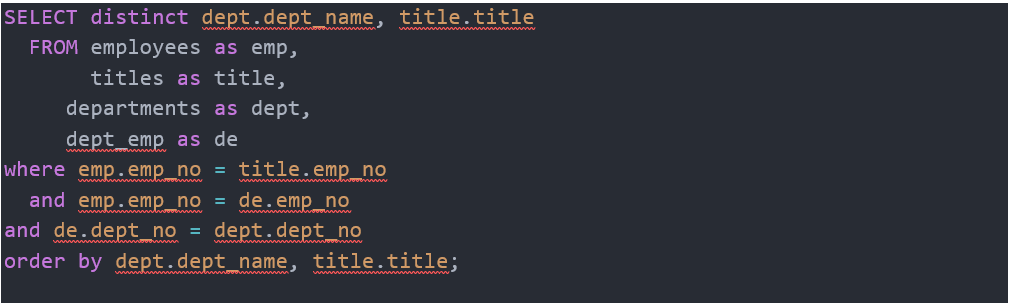 SELECT distinct dept.dept_name, title.title
FROM employees as emp,
titles as title,
departments as dept,
dept_emp as de
where emp.emp_no = title.emp_no
and emp.emp_no = de.emp_no
and de.dept_no = dept.dept_no
order by dept.dept_name, title.title;